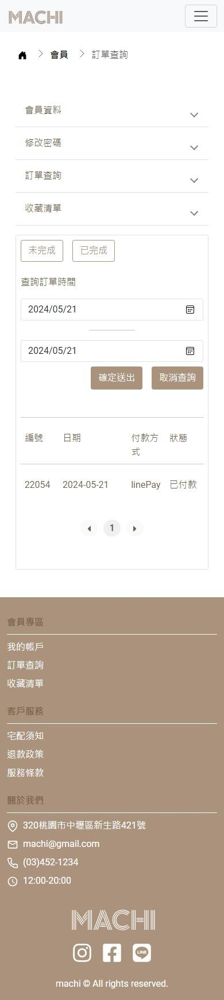 MACHI
會員
訂單查詢
會員資料
修改密碼
訂單查詢
收藏清單
未完成 已完成
查詢訂單時間
2024/05/21
2024/05/21
確定送出 取消查詢
編號 日期 付款方式 狀態
22054 2024-05-21 linePay 已付款
1
會員專區
我的帳戶
訂單查詢
收藏清單
客戶服務
宅配須知
退款政策
服務條款
關於我們
320桃園市中壢區新生路421號
machi@gmail.com
(03)452-1234
12:00-20:00
MACHI
LINE
machi © All rights reserved.